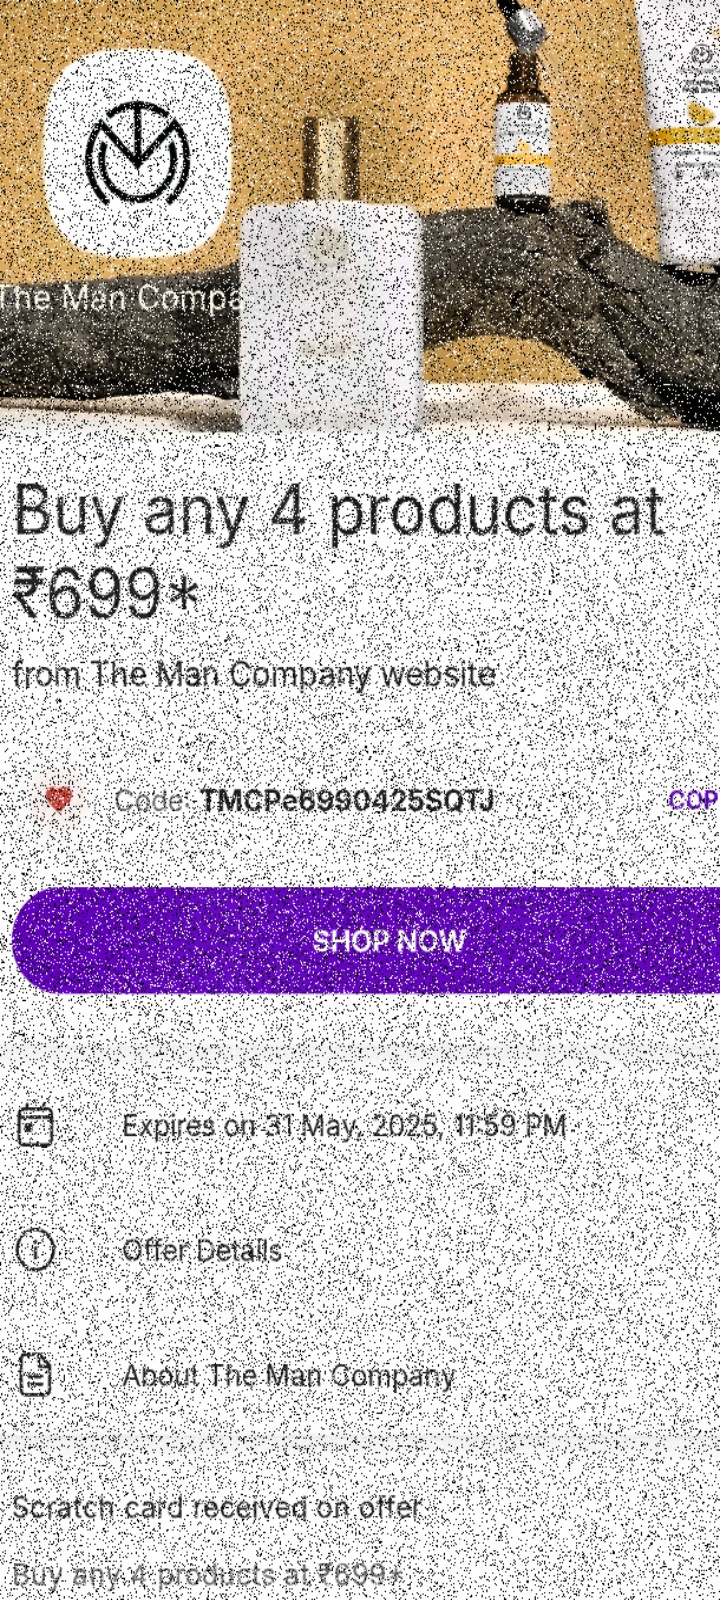 The Man Compa
Buy any 4 products at
₹699*
from The Man Company website
Code: TMCPe6990425SQTJ
COP
SHOP NOW
Expires on 31 May, 2025, 11:59 PM
Offer Details
About The Man Company
Scratch card received on offer
Buy any 4 products at ₹699*